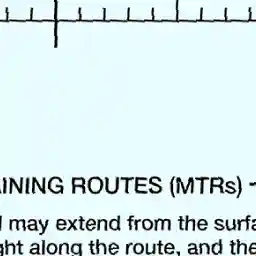 AINING ROUTES (MTRs) -
may extend from the surfa
ght along the route, and the